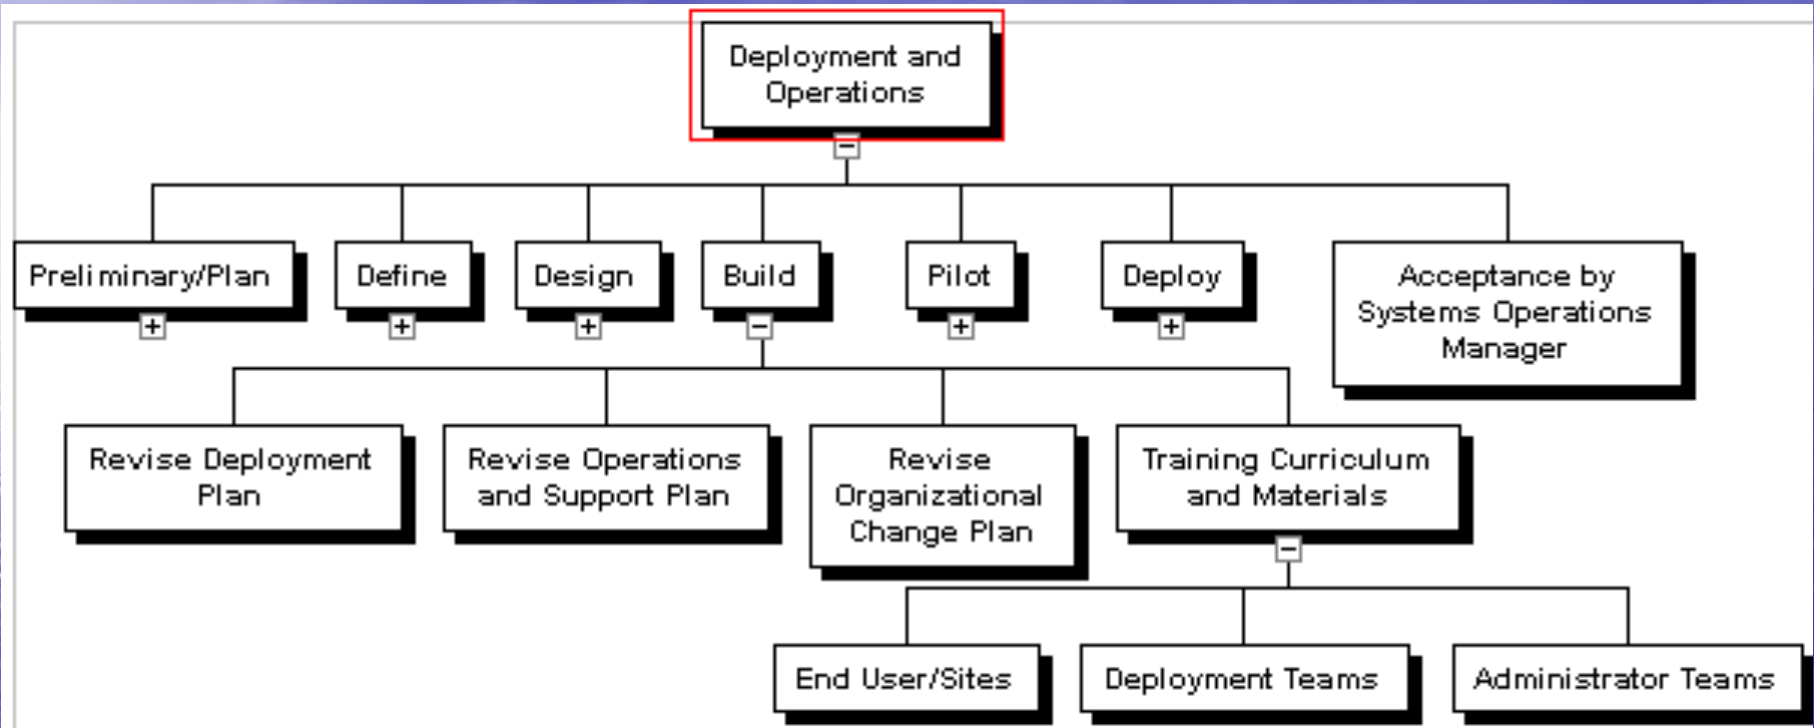 Deployment and
Operations
Preliminary/Plan
Define
Design
Build
Pilot
Deploy
Acceptance by
Systems Operations
Manager
Revise Deployment
Plan
Revise Operations
and Support Plan
Revise
Organizational
Change Plan
Training Curriculum
and Materials
End User/Sites
Deployment Teams
Administrator Teams